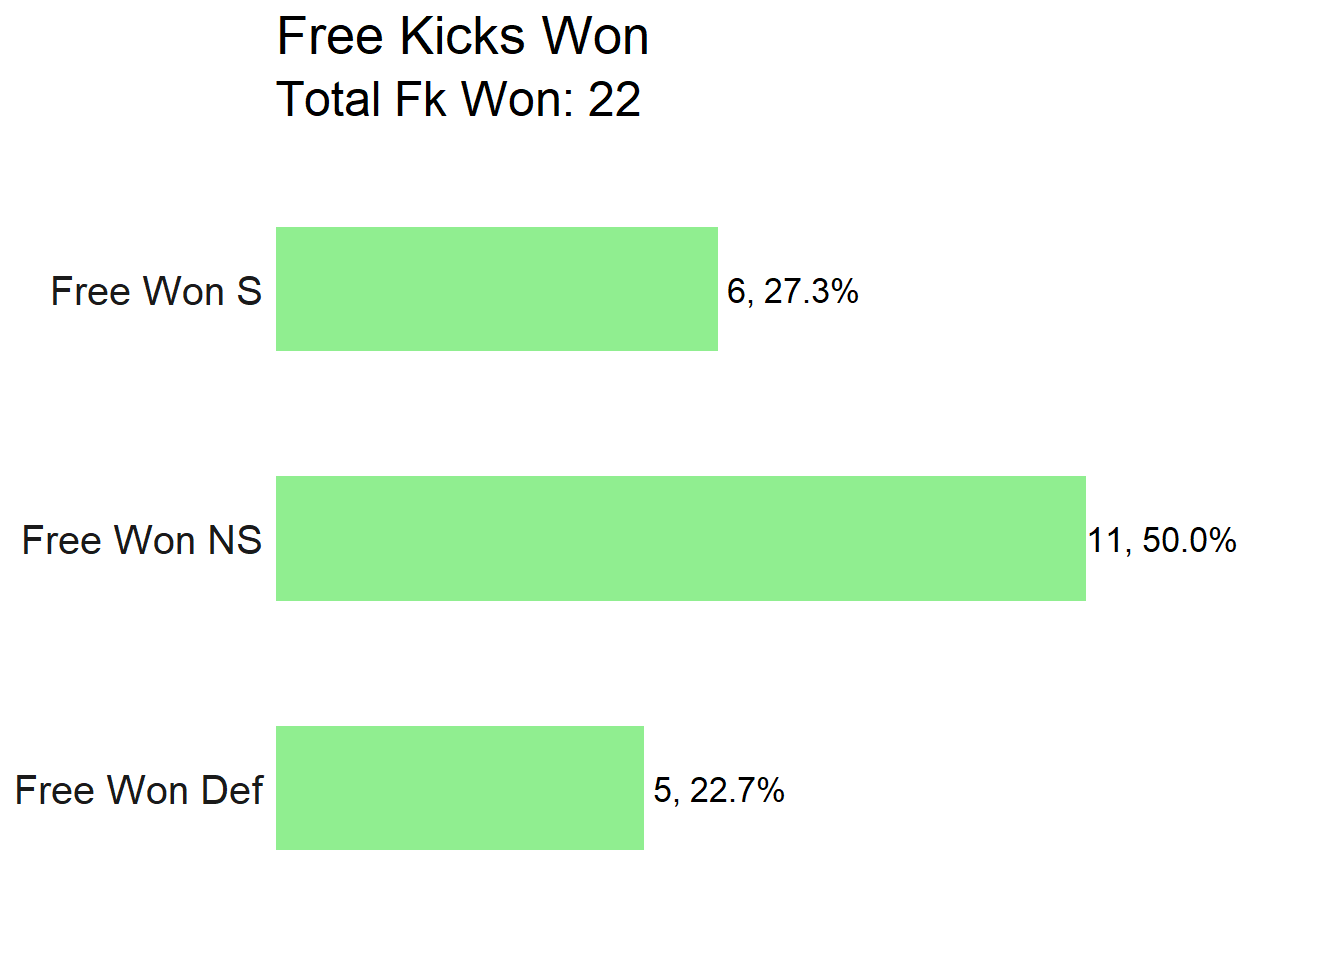 Free Kicks Won
Total Fk Won: 22
Free Won S
6, 27.3%
Free Won NS
11, 50.0%
Free Won Def
5, 22.7%